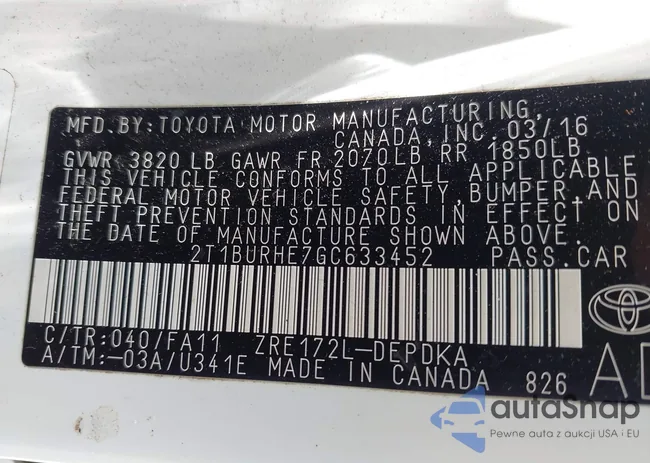 MFD.BY:TOYOTA MOTOR MANUFACTURING,
CANADA, INC. 03/16
GVWR 3820 LB GAWR FR 2070LB, RR 1850LB
THIS VEHICLE CONFORMS TO ALL APPLICABLE
FEDERAL MOTOR VEHICLE SAFETY,BUMPER,AND
THEFT PREVENTION STANDARDS IN EFFECT ON
THE DATE OF MANUFACTURE SHOWN ABOVE.
2T1BURHE7GC633452 PASS.CAR
C/TR:040/FA11 ZRE172L-DEPDKA
A/TM:-03A/U341E MADE IN CANADA 826
autaSnap
Pewne auta z aukcji USA i EU